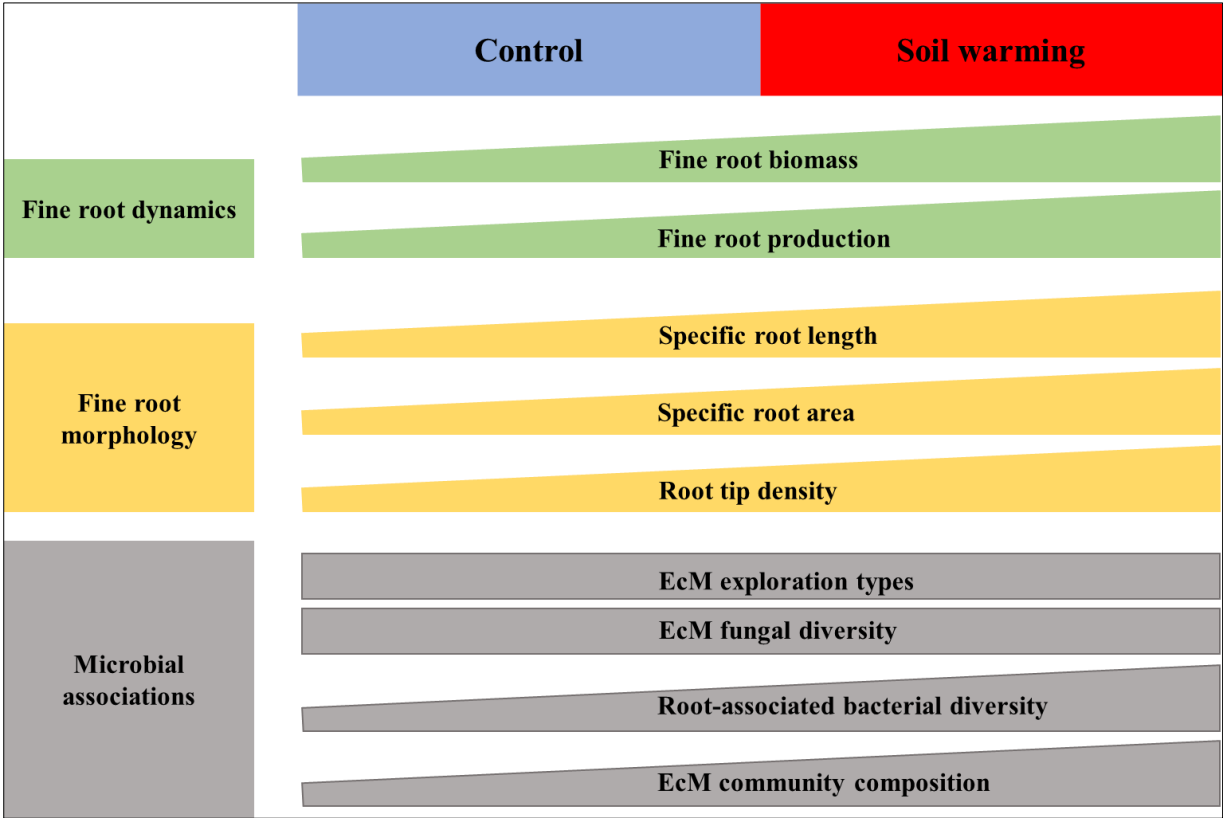 Control
Soil warming
Fine root dynamics
Fine root biomass
Fine root production
Fine root
morphology
Specific root length
Specific root area
Root tip density
Microbial
associations
EcM exploration types
EcM fungal diversity
Root-associated bacterial diversity
EcM community composition